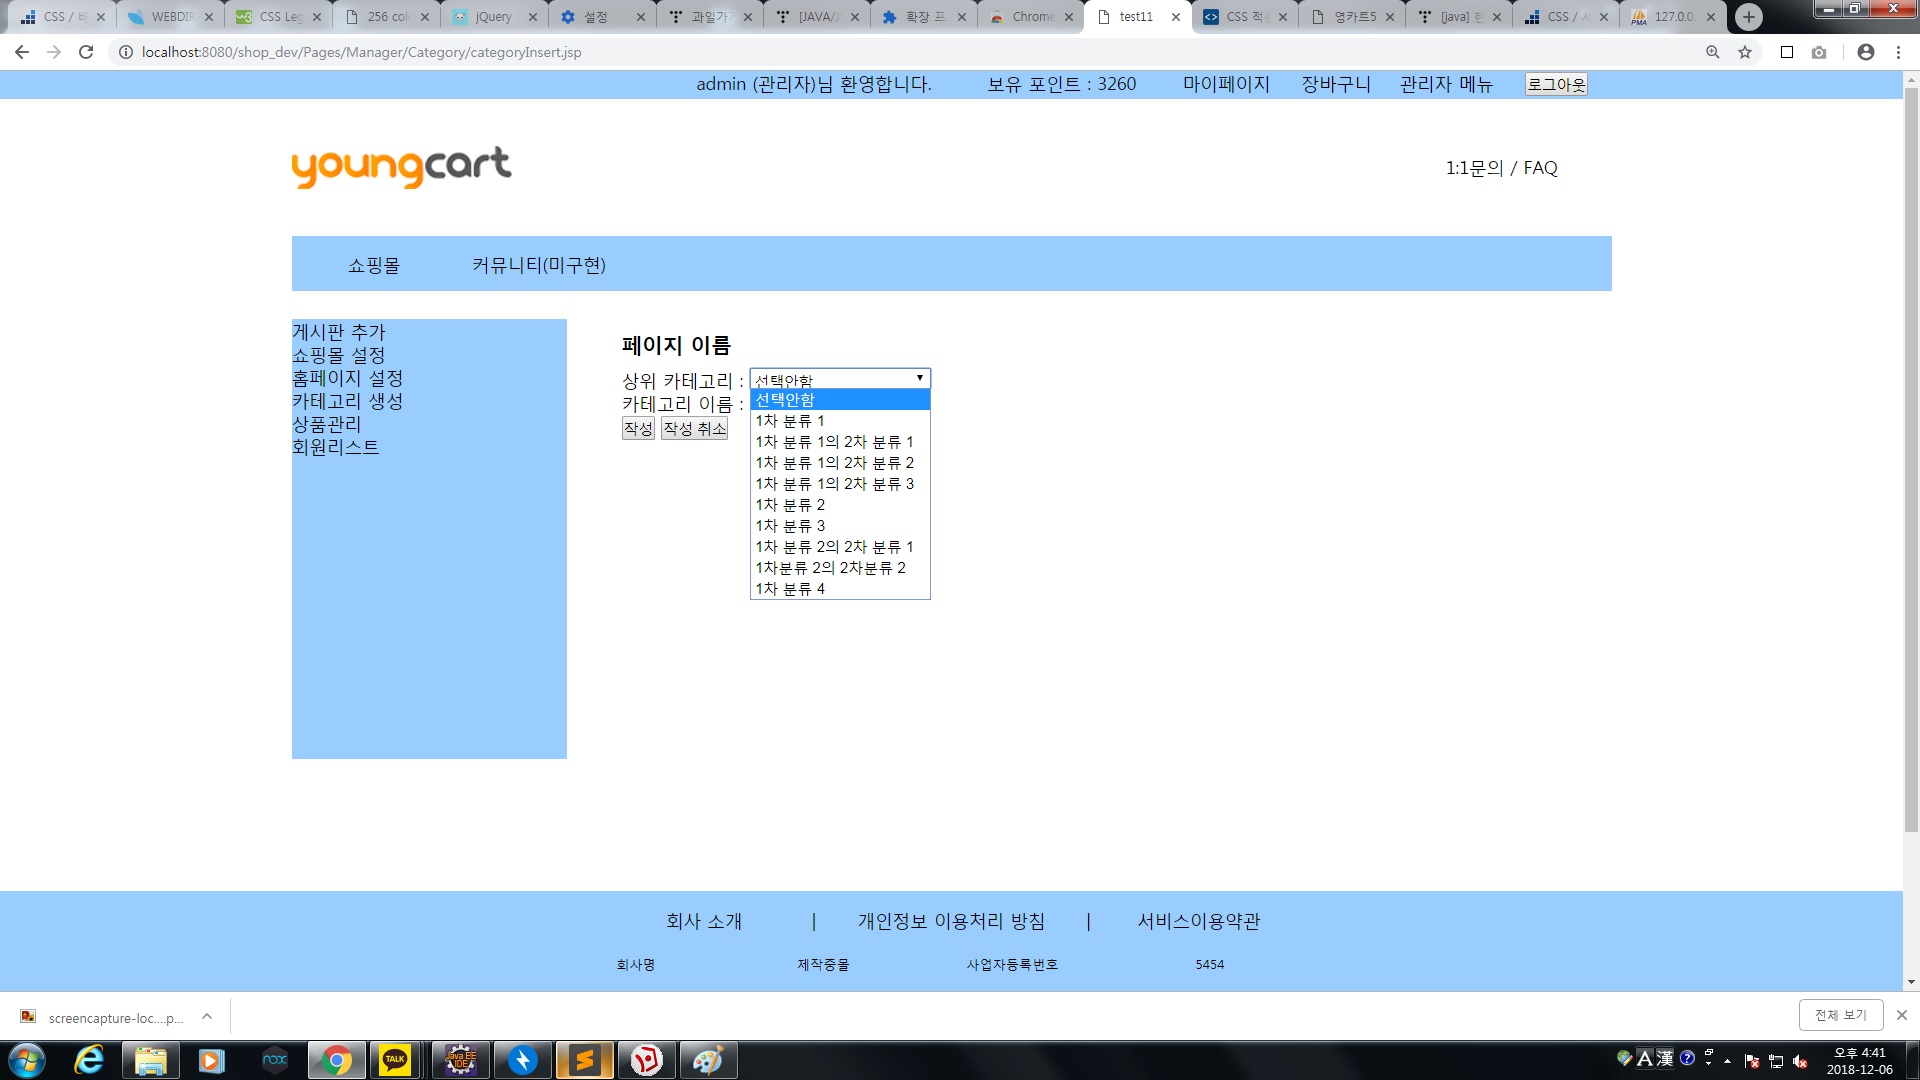 CSS / 배
WEBDIR
CSS Leg
256 colo
jQuery
설정
과일가게
[JAVA/J
확장 프
Chrome
test11
CSS 적
영카트5
[java] 한
CSS / 서
127.0.0
localhost:8080/shop_dev/Pages/Manager/Category/categoryInsert.jsp
admin (관리자)님 환영합니다. 보유 포인트 : 3260 마이페이지 장바구니 관리자 메뉴 로그아웃
youngcart
1:1문의 / FAQ
쇼핑몰 커뮤니티(미구현)
게시판 추가
쇼핑몰 설정
홈페이지 설정
카테고리 생성
상품관리
회원리스트
페이지 이름
상위 카테고리 : 선택안함
카테고리 이름 :
작성 작성 취소
선택안함
1차 분류 1
1차 분류 1의 2차 분류 1
1차 분류 1의 2차 분류 2
1차 분류 1의 2차 분류 3
1차 분류 2
1차 분류 3
1차 분류 2의 2차 분류 1
1차분류 2의 2차분류 2
1차 분류 4
회사 소개 | 개인정보 이용처리 방침 | 서비스이용약관
회사명 제작중몰 사업자등록번호 5454
screencapture-loc....p...
전체 보기
nox
TALK
Java EE
IDE
A 漢
오후 4:41
2018-12-06